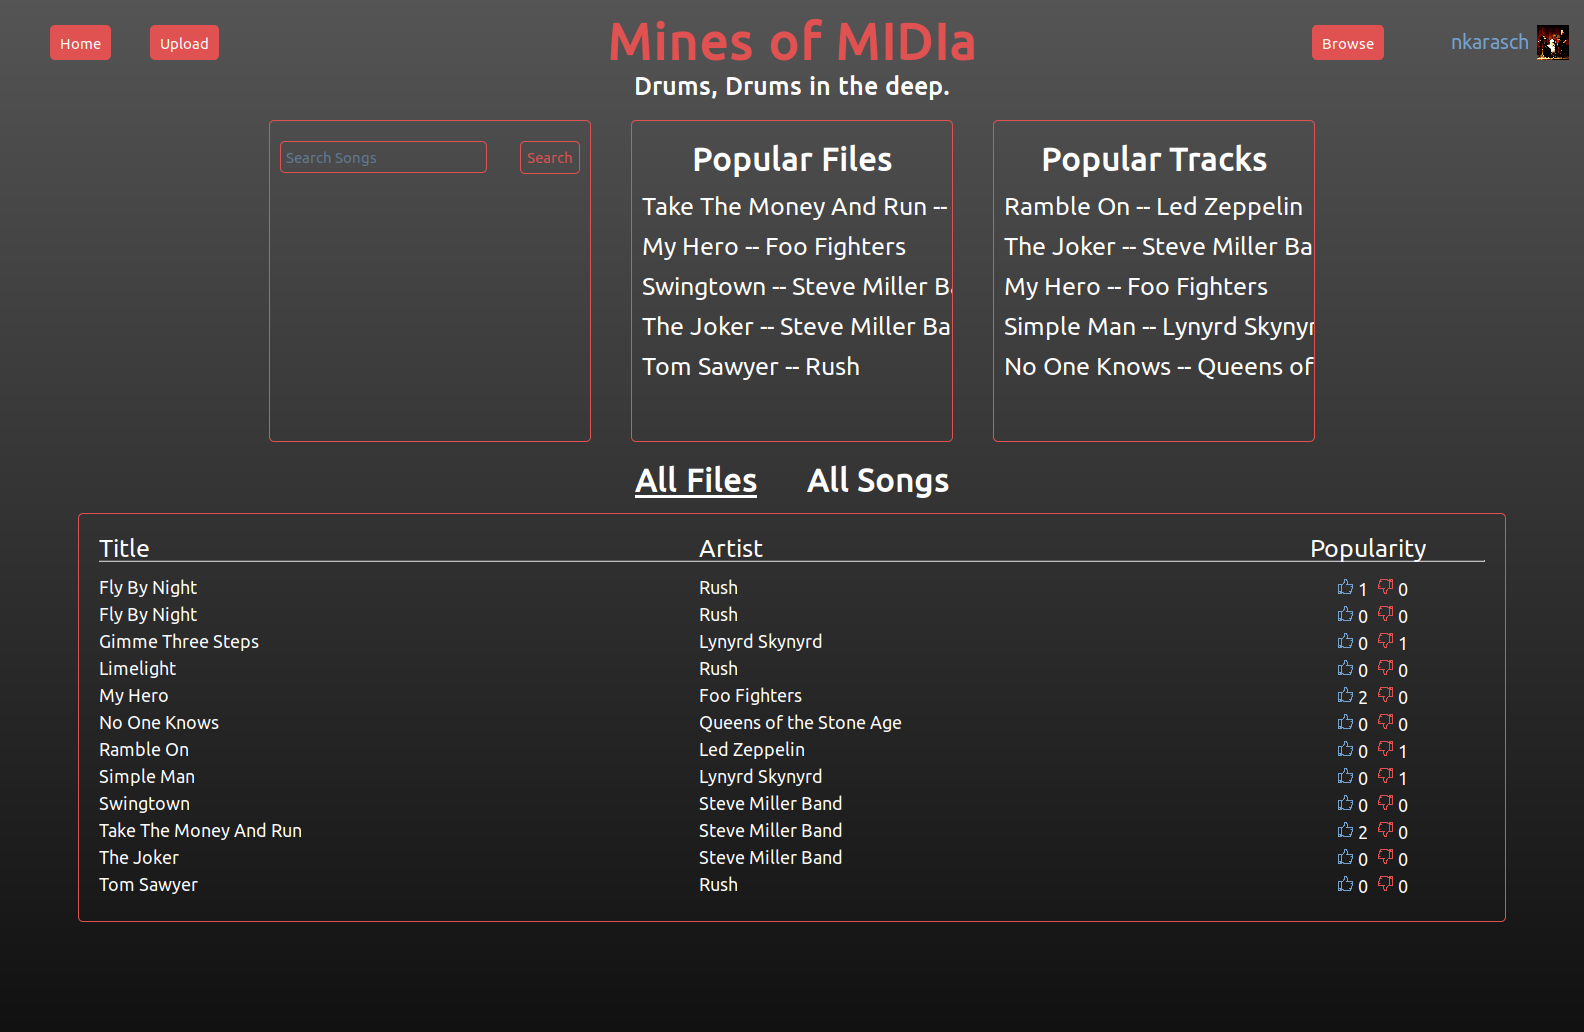 Home Upload Mines of MIDIa Browse nkarasch
Drums, Drums in the deep.
Search Songs Search
Popular Files
Take The Money And Run --
My Hero -- Foo Fighters
Swingtown -- Steve Miller Ba
The Joker -- Steve Miller Ba
Tom Sawyer -- Rush
Popular Tracks
Ramble On -- Led Zeppelin
The Joker -- Steve Miller Ba
My Hero -- Foo Fighters
Simple Man -- Lynyrd Skynyr
No One Knows -- Queens of
All Files All Songs
Title Artist Popularity
Fly By Night Rush 1 0
Fly By Night Rush 0 0
Gimme Three Steps Lynyrd Skynyrd 0 1
Limelight Rush 0 0
My Hero Foo Fighters 2 0
No One Knows Queens of the Stone Age 0 0
Ramble On Led Zeppelin 0 1
Simple Man Lynyrd Skynyrd 0 1
Swingtown Steve Miller Band 0 0
Take The Money And Run Steve Miller Band 2 0
The Joker Steve Miller Band 0 0
Tom Sawyer Rush 0 0